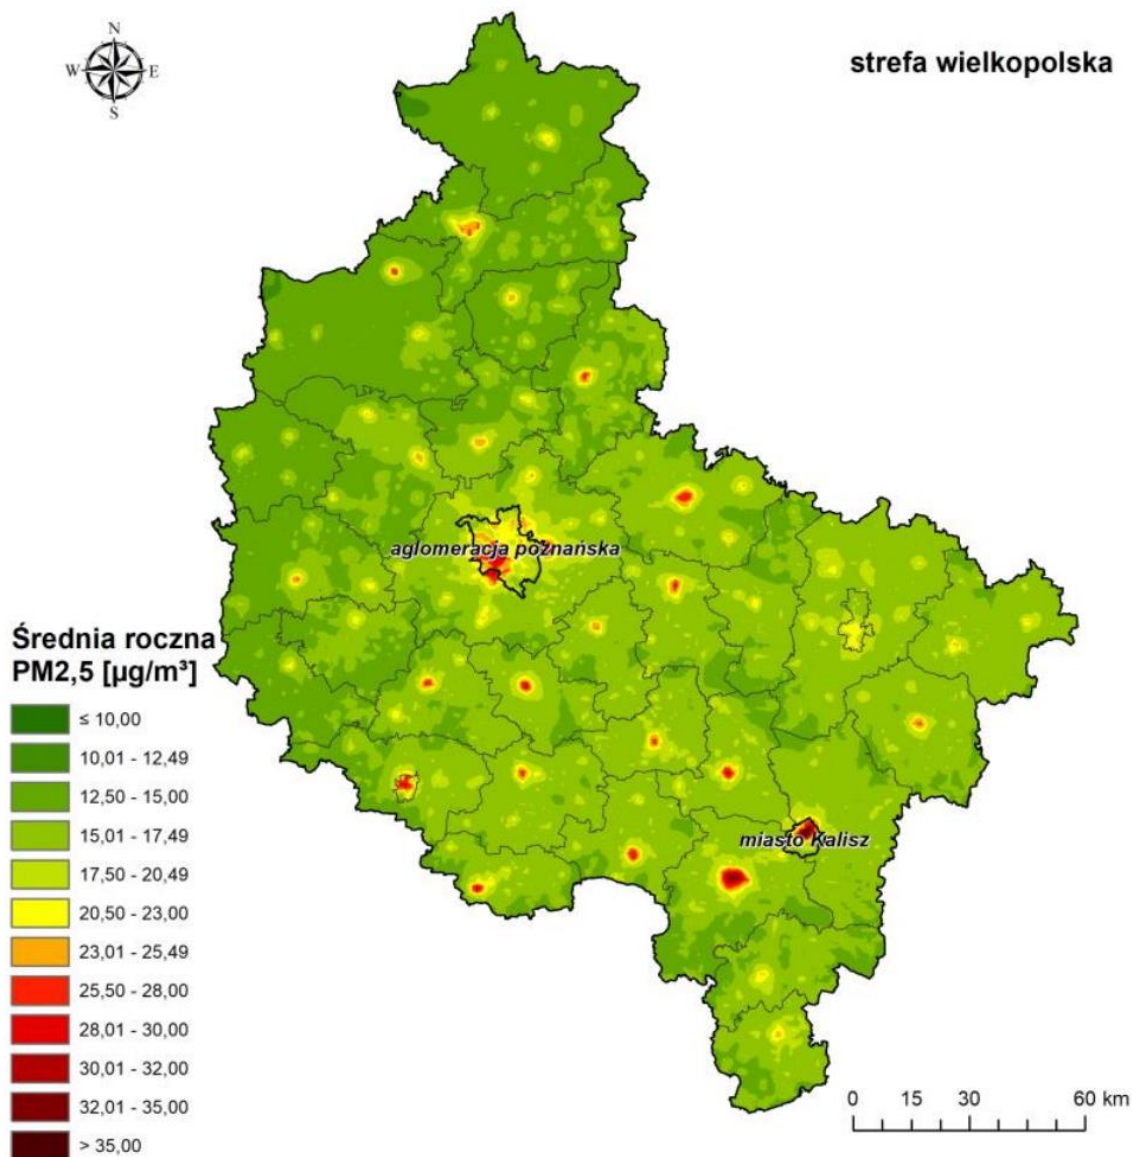 N
W E
S
strefa wielkopolska
aglomeracja poznańska
Średnia roczna
PM2,5 [µg/m³]
≤ 10,00
10,01 - 12,49
12,50 - 15,00
15,01 - 17,49
17,50 - 20,49
20,50 - 23,00
23,01 - 25,49
25,50 - 28,00
28,01 - 30,00
30,01 - 32,00
32,01 - 35,00
> 35,00
miasto Kalisz
0 15 30 60 km